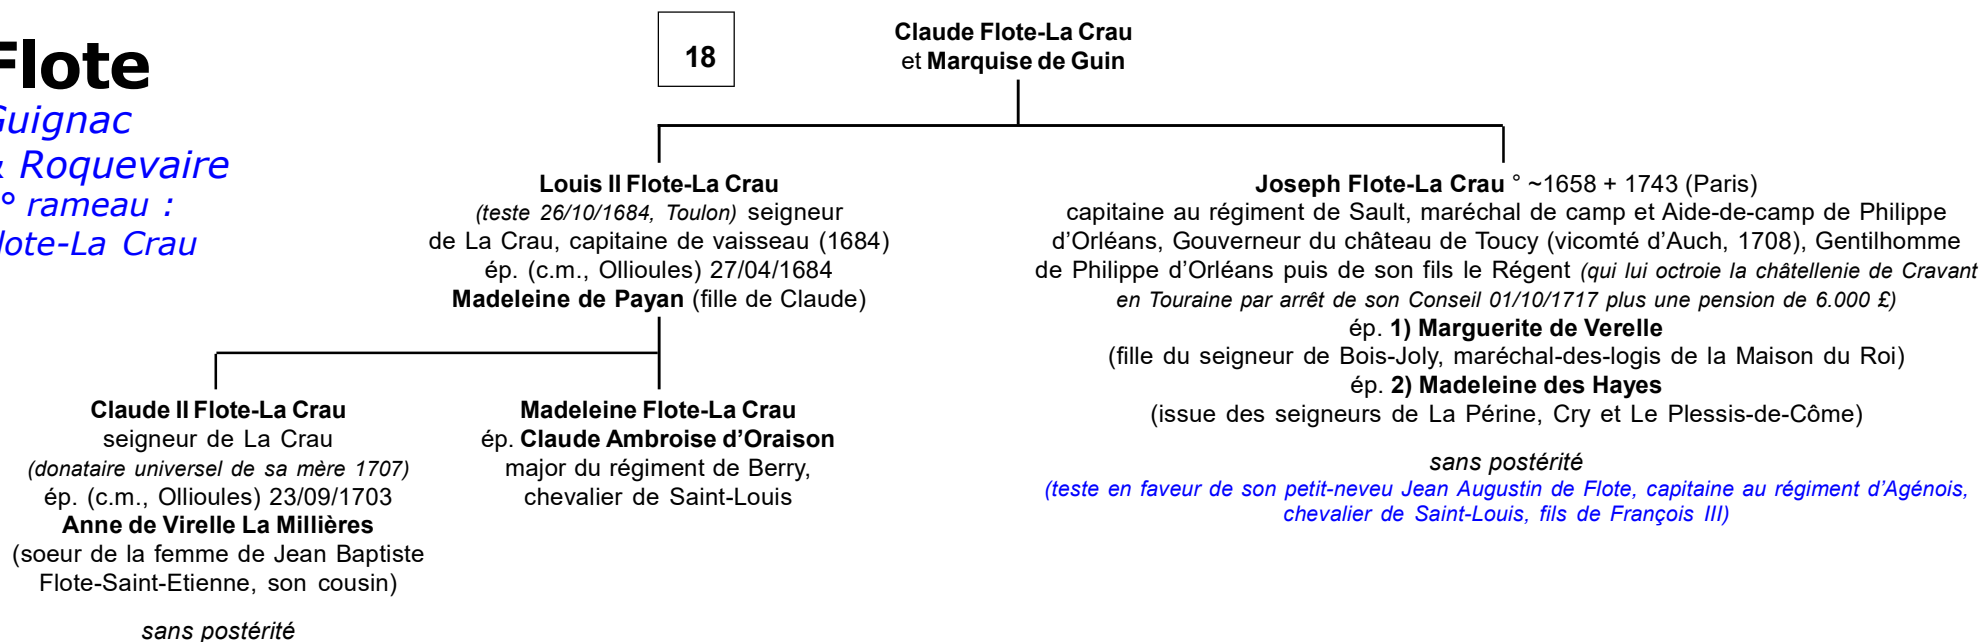 Flote
Guignac
& Roquevaire
° rameau :
Flote-La Crau
18
Claude Flote-La Crau
et Marquise de Guin
Louis II Flote-La Crau
(teste 26/10/1684, Toulon) seigneur
de La Crau, capitaine de vaisseau (1684)
ép. (c.m., Ollioules) 27/04/1684
Madeleine de Payan (fille de Claude)
Joseph Flote-La Crau ° ~1658 + 1743 (Paris)
capitaine au régiment de Sault, maréchal de camp et Aide-de-camp de Philippe
d’Orléans, Gouverneur du château de Toucy (vicomté d’Auch, 1708), Gentilhomme
de Philippe d’Orléans puis de son fils le Régent (qui lui octroie la châtellenie de Cravant
en Touraine par arrêt de son Conseil 01/10/1717 plus une pension de 6.000 £)
ép. 1) Marguerite de Verelle
(fille du seigneur de Bois-Joly, maréchal-des-logis de la Maison du Roi)
ép. 2) Madeleine des Hayes
(issue des seigneurs de La Périne, Cry et Le Plessis-de-Côme)
sans postérité
(teste en faveur de son petit-neveu Jean Augustin de Flote, capitaine au régiment d’Agénois,
chevalier de Saint-Louis, fils de François III)
Claude II Flote-La Crau
seigneur de La Crau
(donataire universel de sa mère 1707)
ép. (c.m., Ollioules) 23/09/1703
Anne de Virelle La Millières
(soeur de la femme de Jean Baptiste
Flote-Saint-Etienne, son cousin)
sans postérité
Madeleine Flote-La Crau
ép. Claude Ambroise d’Oraison
major du régiment de Berry,
chevalier de Saint-Louis